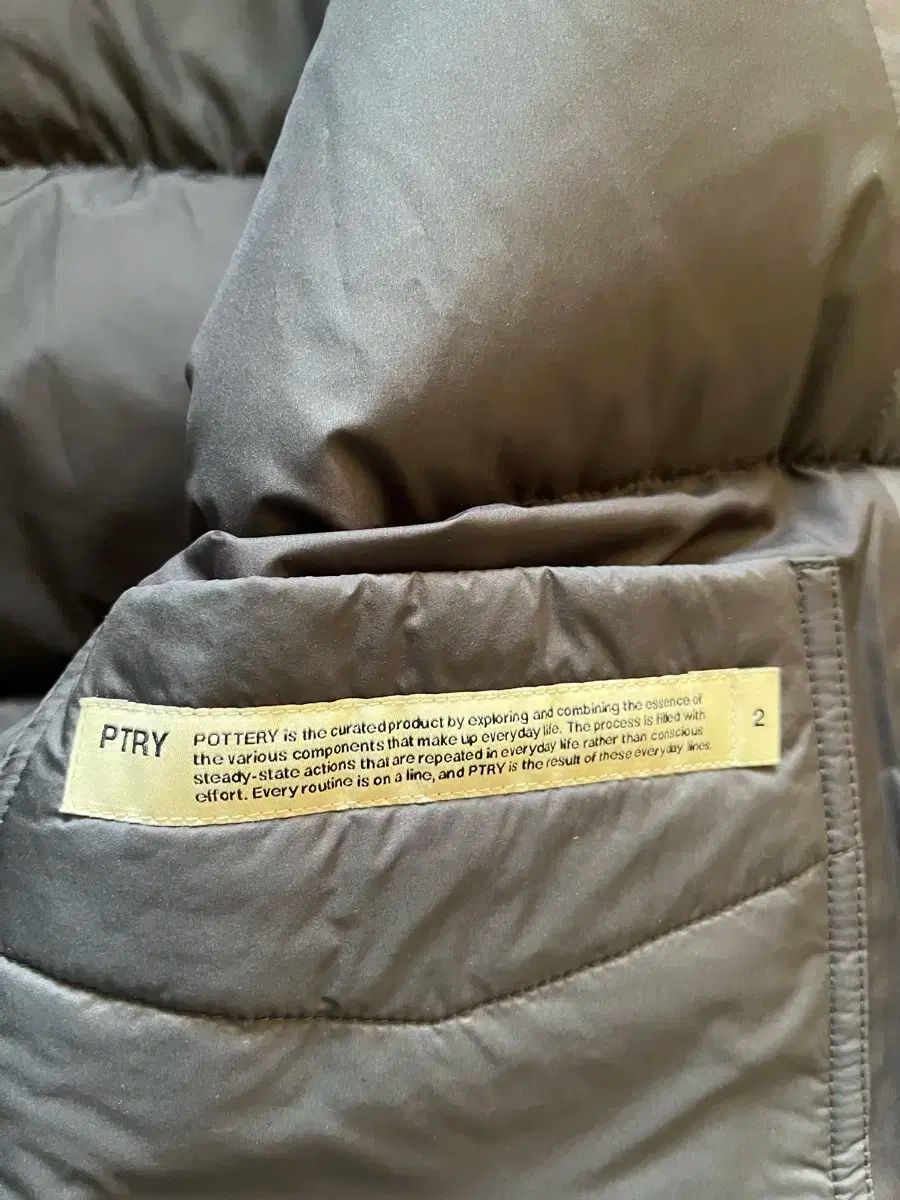 PTRY
POTTERY is the curated product by exploring and combining the essence of
the various components that make up everyday life. The process is filled with
steady-state actions that are repeated in everyday life rather than conscious
effort. Every routine is on a line, and PTRY is the result of these everyday lines.
2